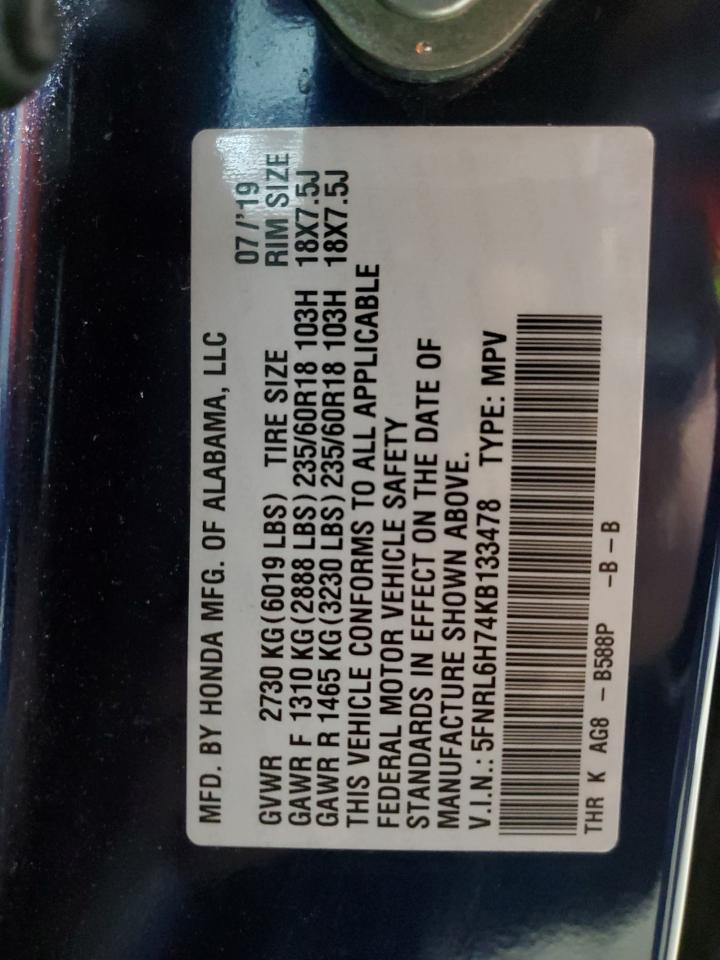 MFD. BY HONDA MFG. OF ALABAMA, LLC 07/'19
GVWR 2730 KG(6019 LBS) TIRE SIZE RIM SIZE
GAWR F 1310 KG(2888 LBS) 235/60R18 103H 18X7.5J
GAWR R 1465 KG(3230 LBS) 235/60R18 103H 18X7.5J
THIS VEHICLE CONFORMS TO ALL APPLICABLE
FEDERAL MOTOR VEHICLE SAFETY
STANDARDS IN EFFECT ON THE DATE OF
MANUFACTURE SHOWN ABOVE.
V.I.N.: 5FNRL6H74KB133478 TYPE: MPV
THR K AG8 - B588P -B-B